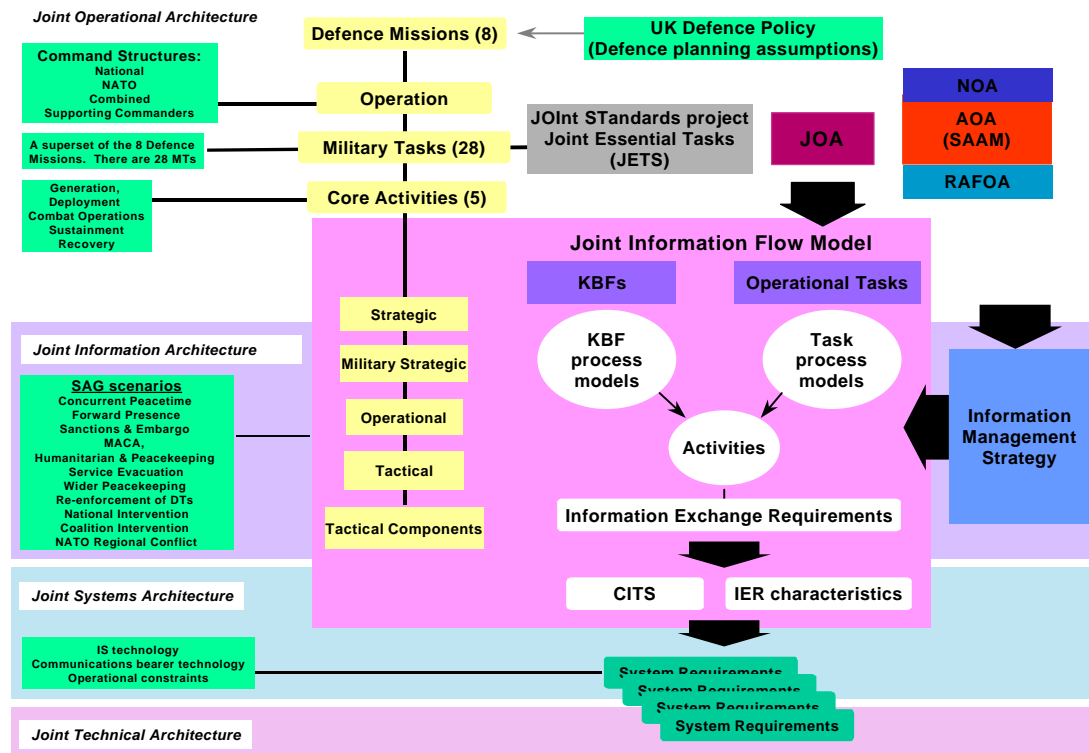 Joint Operational Architecture
Defence Missions (8)
UK Defence Policy
(Defence planning assumptions)
Command Structures:
National
NATO
Combined
Supporting Commanders
Operation
NOA
AOA
(SAAM)
RAFOA
JOInt STandards project
Joint Essential Tasks
(JETS)
JOA
A superset of the 8 Defence
Missions. There are 28 MTs
Military Tasks (28)
Generation,
Deployment
Combat Operations
Sustainment
Recovery
Core Activities (5)
Joint Information Flow Model
KBFs
Operational Tasks
Strategic
KBF
process
models
Task
process
models
Joint Information Architecture
Military Strategic
SAG scenarios
Concurrent Peacetime
Forward Presence
Sanctions & Embargo
MACA,
Humanitarian & Peacekeeping
Service Evacuation
Wider Peacekeeping
Re-enforcement of DTs
National Intervention
Coalition Intervention
NATO Regional Conflict
Operational
Tactical
Tactical Components
Activities
Information
Management
Strategy
Information Exchange Requirements
Joint Systems Architecture
CITS
IER characteristics
IS technology
Communications bearer technology
Operational constraints
System Requirements
System Requirements
System Requirements
System Requirements
Joint Technical Architecture